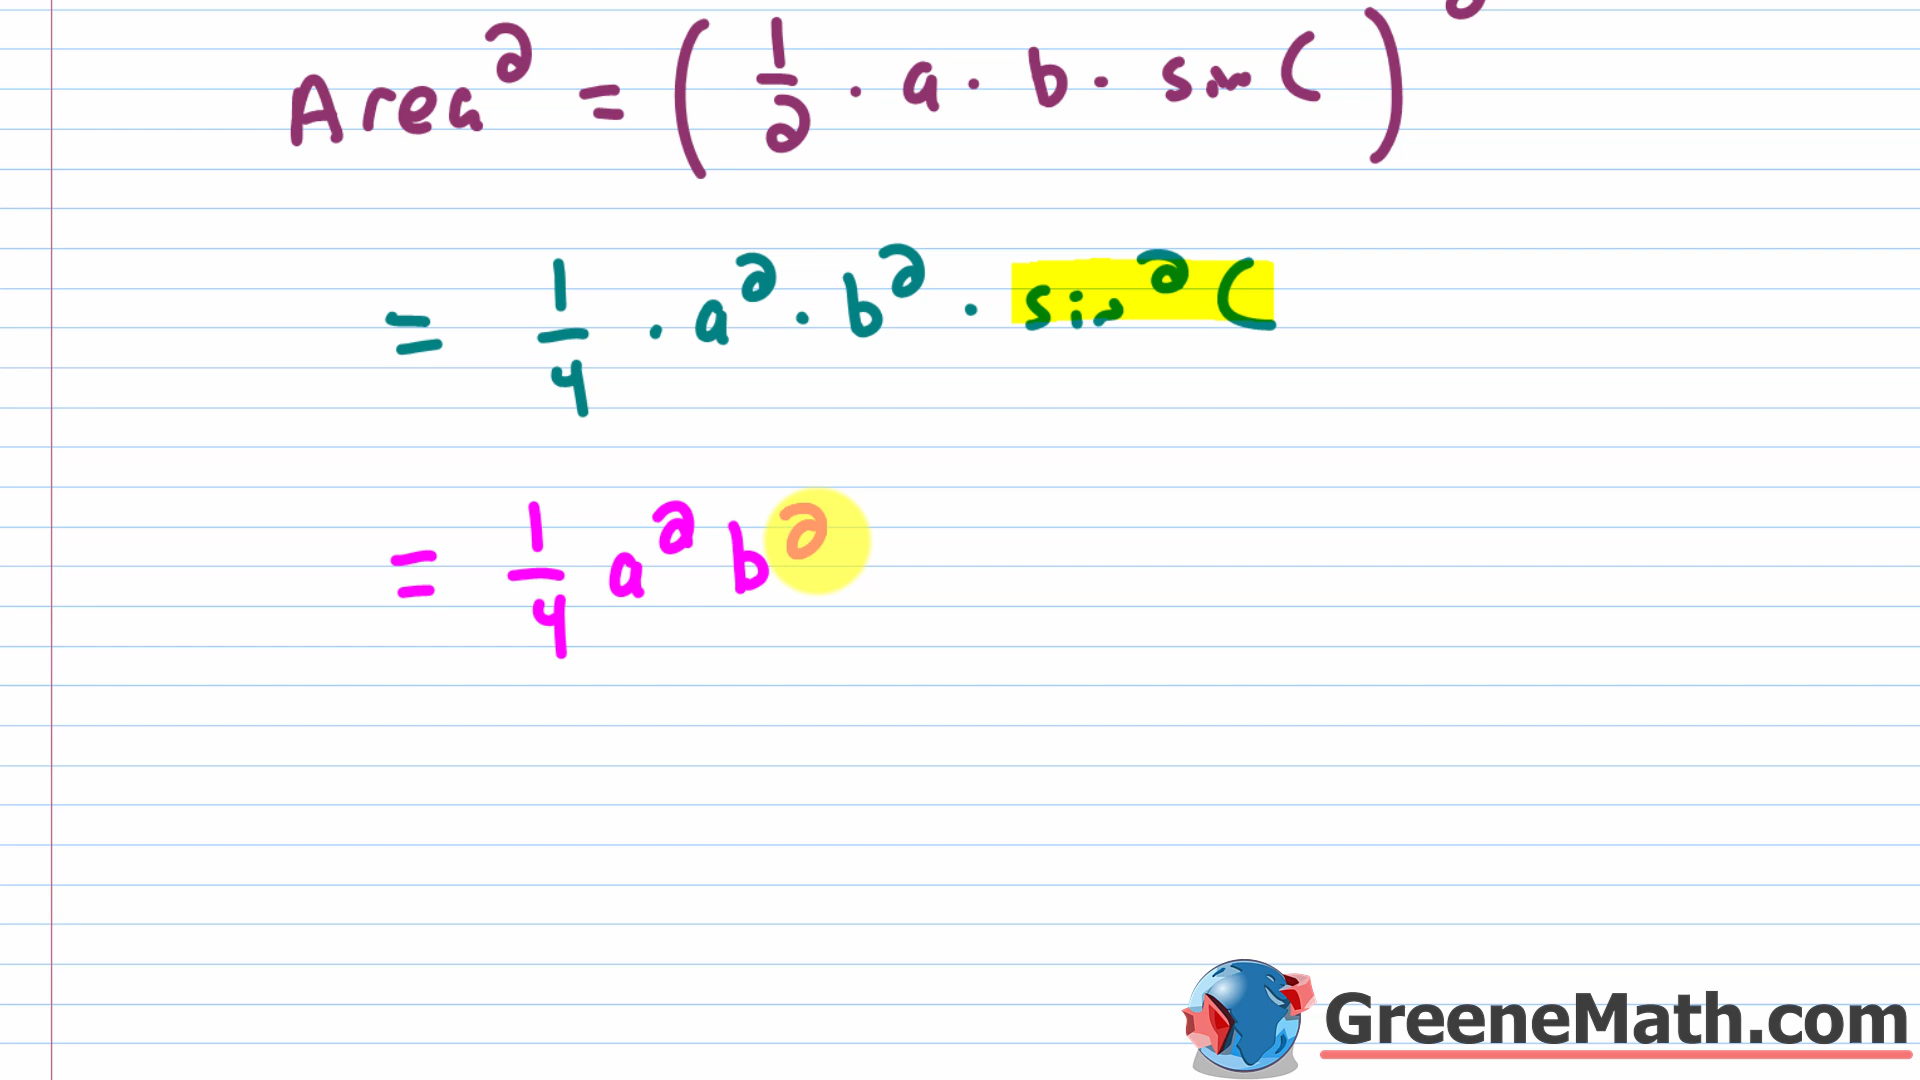 Area² = ( 1/2 · a · b · sin C )²
= 1/4 · a² · b² · sin² C
= 1/4 a² b²
GreeneMath.com